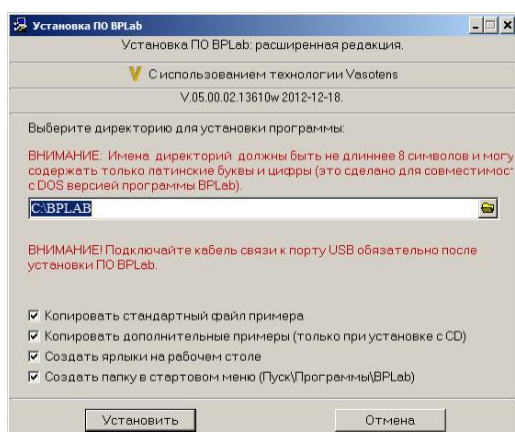 Установка ПО BPLab
Установка ПО BPLab: расширенная редакция.
С использованием технологии Vasotens
V.05.00.02.13610w 2012-12-18.
Выберите директорию для установки программы:
ВНИМАНИЕ: Имена директорий должны быть не длиннее 8 символов и могу
содержать только латинские буквы и цифры (это сделано для совместимос
с DOS версией программы BPLab).
C:\BPLAB
ВНИМАНИЕ! Подключайте кабель связи к порту USB обязательно после
установки ПО BPLab.
Копировать стандартный файл примера
Копировать дополнительные примеры (только при установке с CD)
Создать ярлыки на рабочем столе
Создать папку в стартовом меню (Пуск\Программы\BPLab)
Установить
Отмена